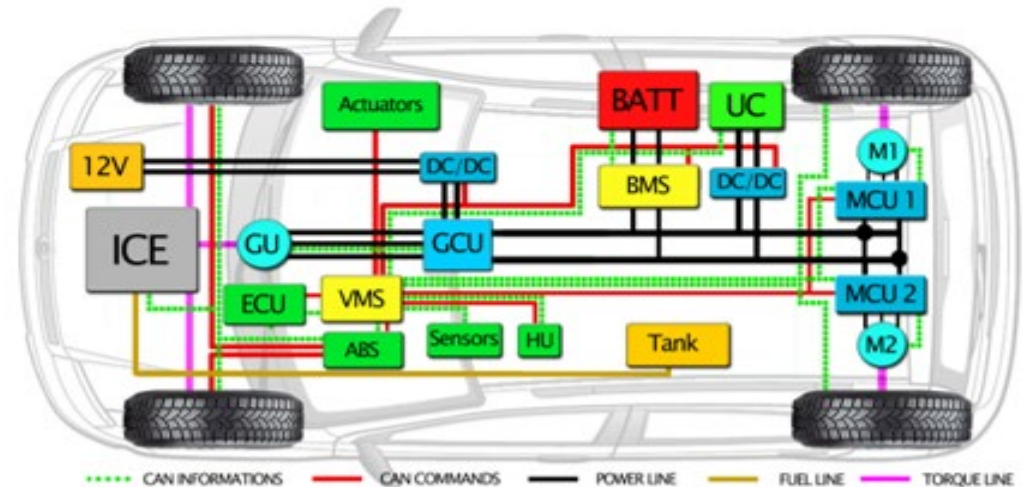 Actuators
BATT
UC
12V
DC/DC
M1
BMS
DC/DC
MCU 1
ICE
GU
GCU
ECU
VMS
MCU 2
ABS
Sensors
HU
Tank
M2
CAN INFORMATIONS
CAN COMMANDS
POWER LINE
FUEL LINE
TORQUE LINE